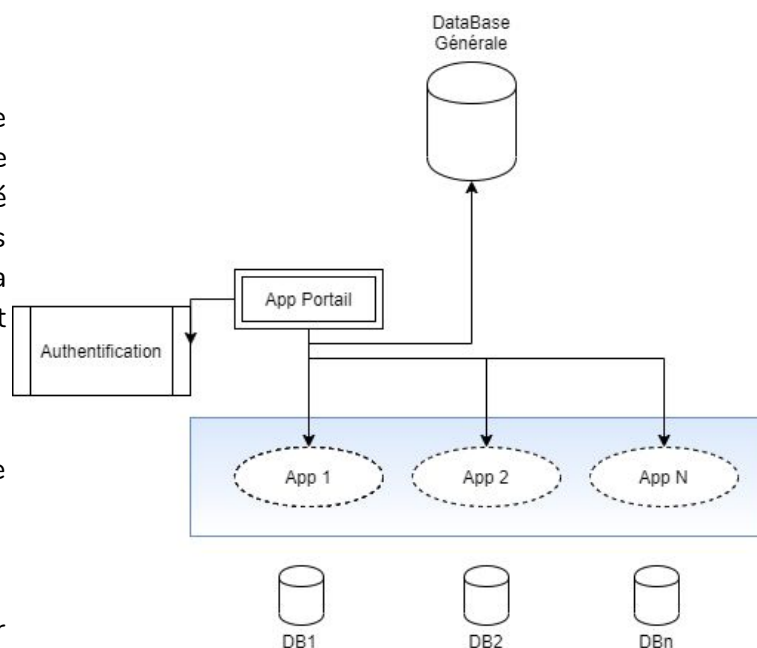 DataBase
Générale
e
e
é
s
a
t
App Portail
Authentification
App 1
App 2
App N
e
DB1
DB2
DBn
r